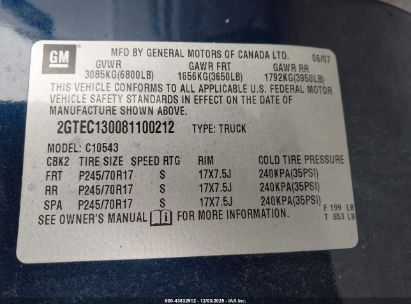 GM
MFD BY GENERAL MOTORS OF CANADA LTD. 06/07
GVWR GAWR FRT GAWR RR
3085KG(6800LB) 1656KG(3650LB) 1792KG(3950LB)
THIS VEHICLE CONFORMS TO ALL APPLICABLE U.S. FEDERAL MOTOR
VEHICLE SAFETY STANDARDS IN EFFECT ON THE DATE OF
MANUFACTURE SHOWN ABOVE.
2GTEC130081100212 TYPE: TRUCK
MODEL: C10543
CBK2 TIRE SIZE SPEED RTG RIM COLD TIRE PRESSURE
FRT P245/70R17 S 17X7.5J 240KPA(35PSI)
RR P245/70R17 S 17X7.5J 240KPA(35PSI)
SPA P245/70R17 S 17X7.5J 240KPA(35PSI)
SEE OWNER'S MANUAL FOR MORE INFORMATION
F 199 LB
T 653 LB